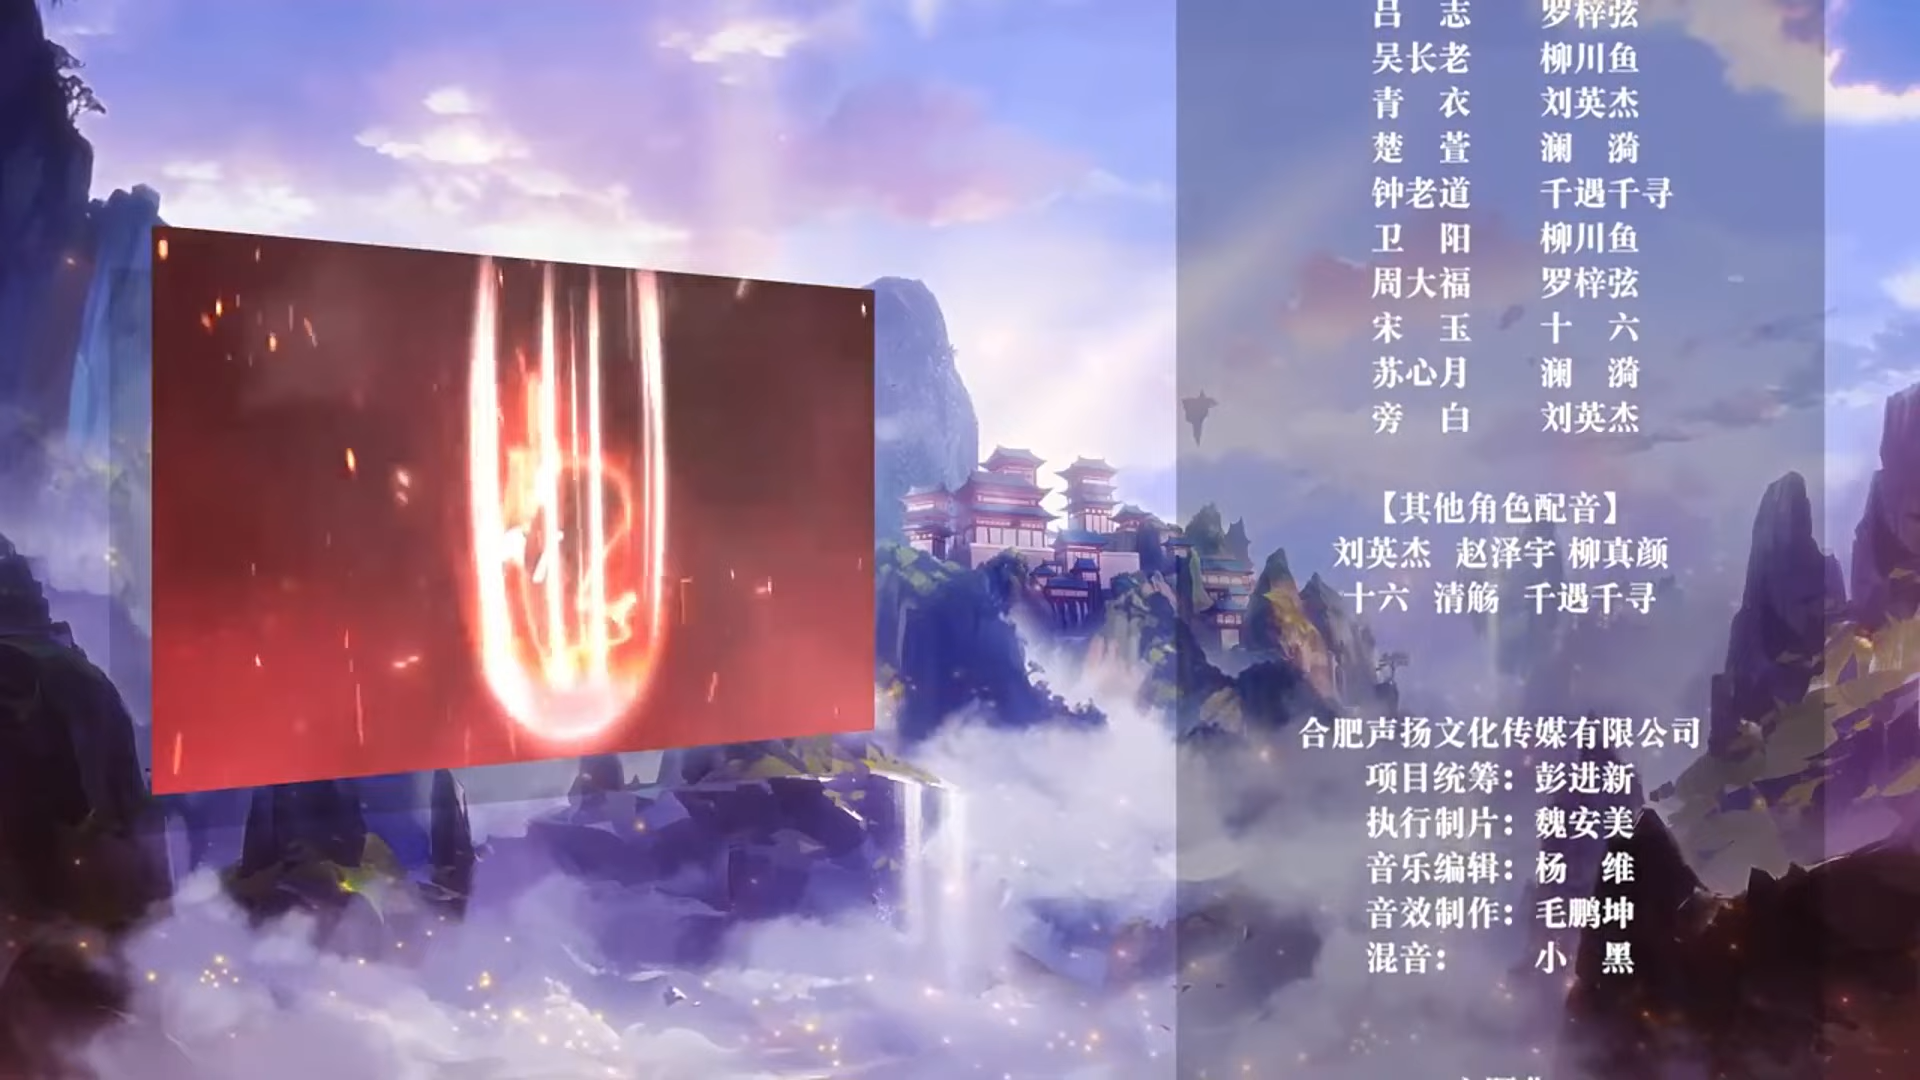 吕 志 罗梓弦
吴长老 柳川鱼
青 衣 刘英杰
楚 萱 澜 漪
钟老道 千遇千寻
卫 阳 柳川鱼
周大福 罗梓弦
宋 玉 十 六
苏心月 澜 漪
旁 白 刘英杰
【其他角色配音】
刘英杰 赵泽宇 柳真颜
十六 清觞 千遇千寻
合肥声扬文化传媒有限公司
项目统筹：彭进新
执行制片：魏安美
音乐编辑：杨 维
音效制作：毛鹏坤
混音： 小 黑